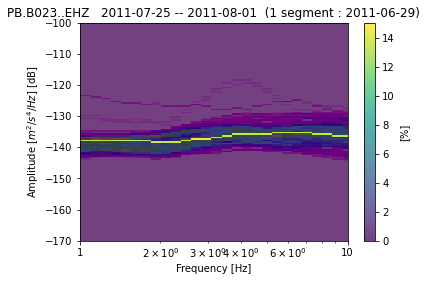 PB.B023..EHZ   2011-07-25 -- 2011-08-01  (1 segment : 2011-06-29)
−100
−110
−120
−130
−140
−150
−160
−170
Amplitude [m²/s⁴/Hz] [dB]
1
2 × 10⁰
3 × 10⁰
4 × 10⁰
6 × 10⁰
10
Frequency [Hz]
14
12
10
8
6
4
2
0
[%]